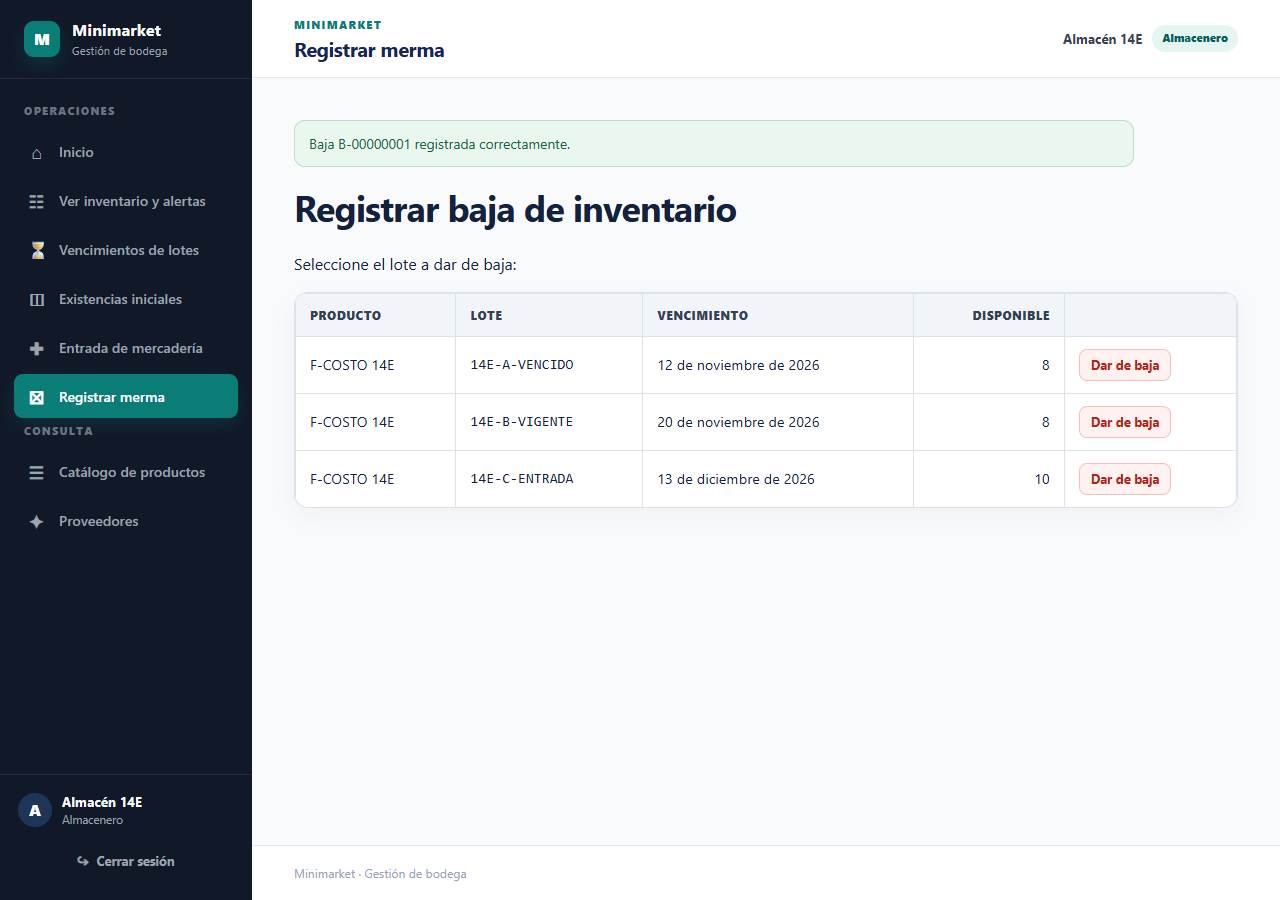 M
Minimarket
Gestión de bodega
OPERACIONES
Inicio
Ver inventario y alertas
Vencimientos de lotes
Existencias iniciales
Entrada de mercadería
Registrar merma
CONSULTA
Catálogo de productos
Proveedores
A
Almacén 14E
Almacenero
Cerrar sesión
MINIMARKET
Registrar merma
Almacén 14E Almacenero
Baja B-00000001 registrada correctamente.
Registrar baja de inventario
Seleccione el lote a dar de baja:
PRODUCTO LOTE VENCIMIENTO DISPONIBLE
F-COSTO 14E 14E-A-VENCIDO 12 de noviembre de 2026 8 Dar de baja
F-COSTO 14E 14E-B-VIGENTE 20 de noviembre de 2026 8 Dar de baja
F-COSTO 14E 14E-C-ENTRADA 13 de diciembre de 2026 10 Dar de baja
Minimarket · Gestión de bodega